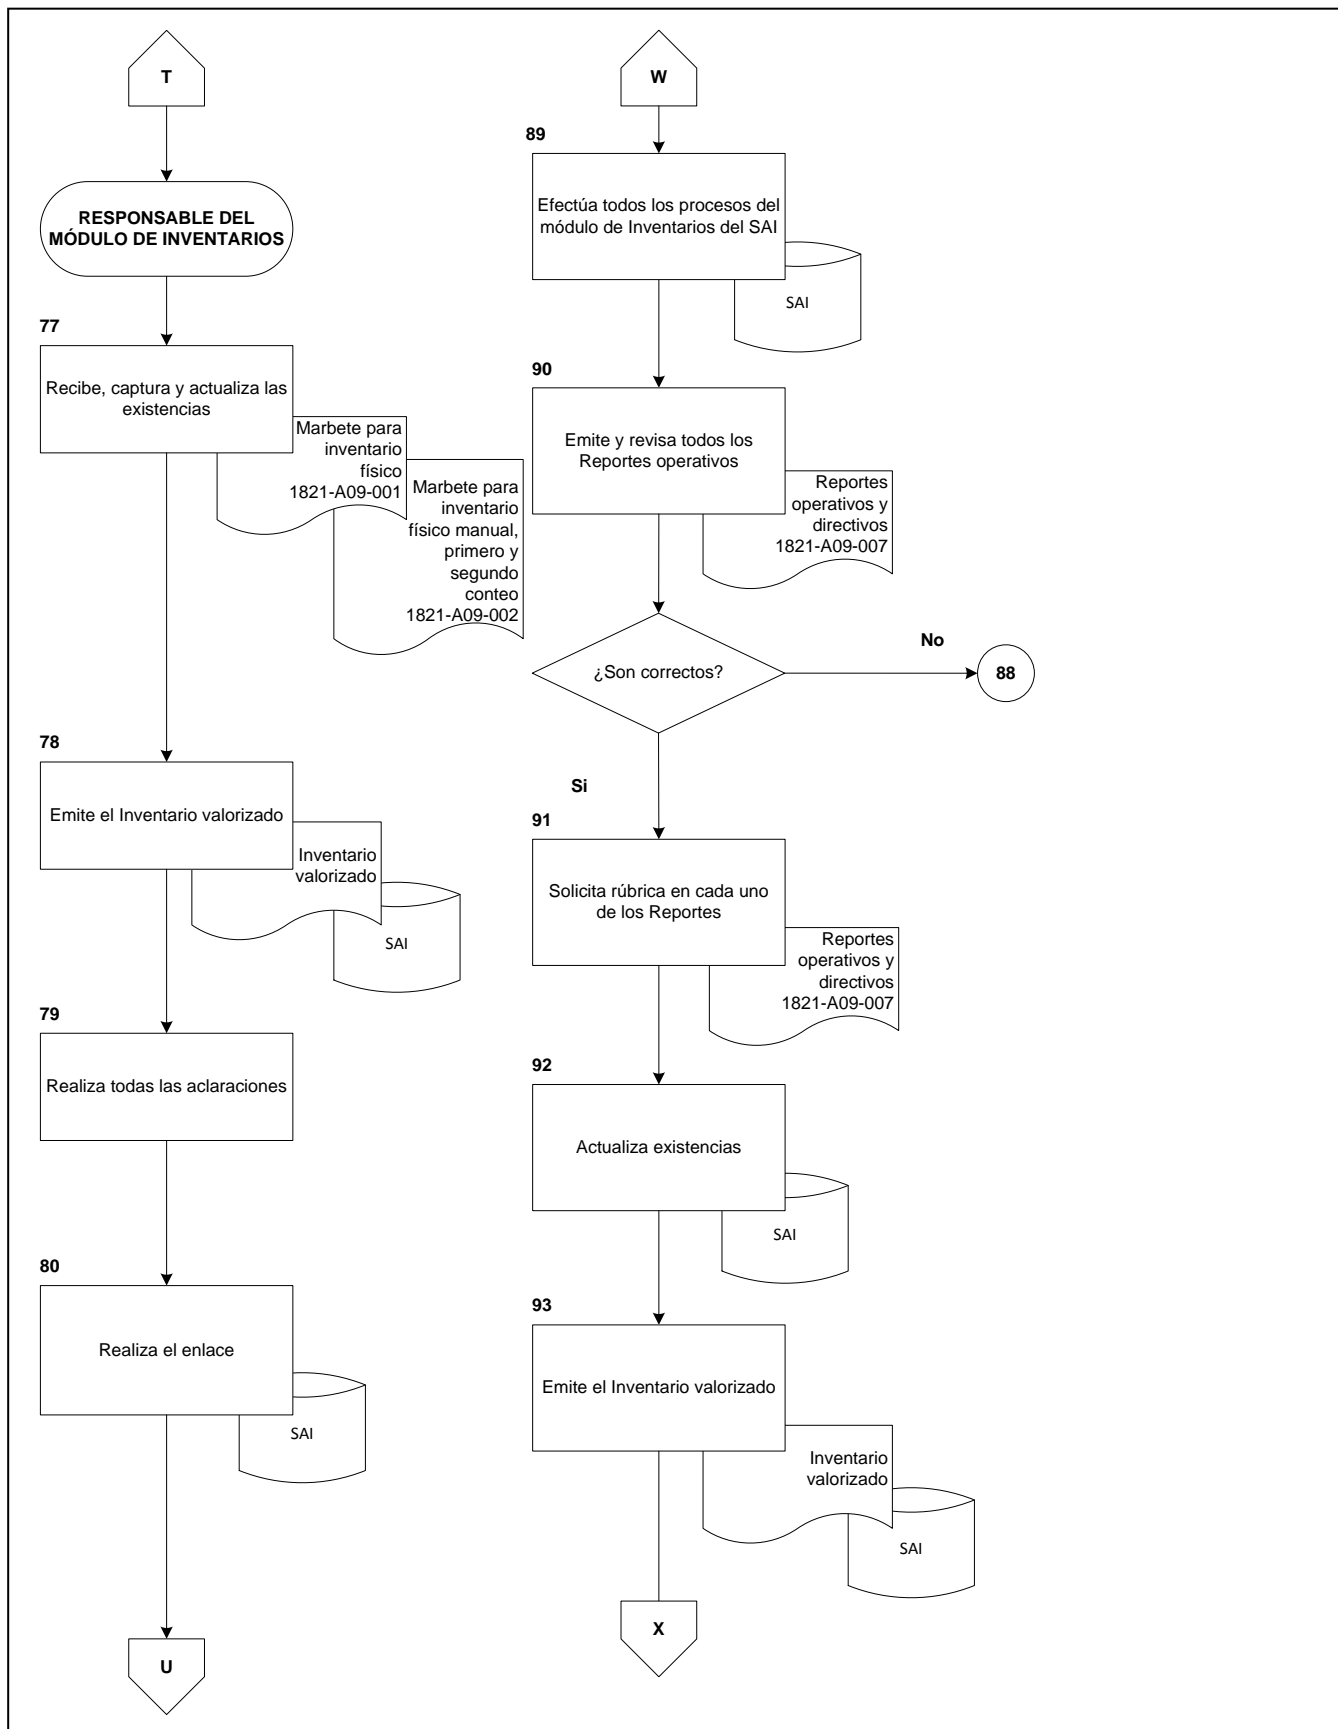 T
RESPONSABLE DEL
MÓDULO DE INVENTARIOS
77
Recibe, captura y actualiza las
existencias
Marbete para
inventario
físico
1821-A09-001
Marbete para
inventario
físico manual,
primero y
segundo
conteo
1821-A09-002
78
Emite el Inventario valorizado
Inventario
valorizado
SAI
79
Realiza todas las aclaraciones
80
Realiza el enlace
SAI
U
W
89
Efectúa todos los procesos del
módulo de Inventarios del SAI
SAI
90
Emite y revisa todos los
Reportes operativos
Reportes
operativos y
directivos
1821-A09-007
¿Son correctos?
No
88
Si
91
Solicita rúbrica en cada uno
de los Reportes
Reportes
operativos y
directivos
1821-A09-007
92
Actualiza existencias
SAI
93
Emite el Inventario valorizado
Inventario
valorizado
SAI
X